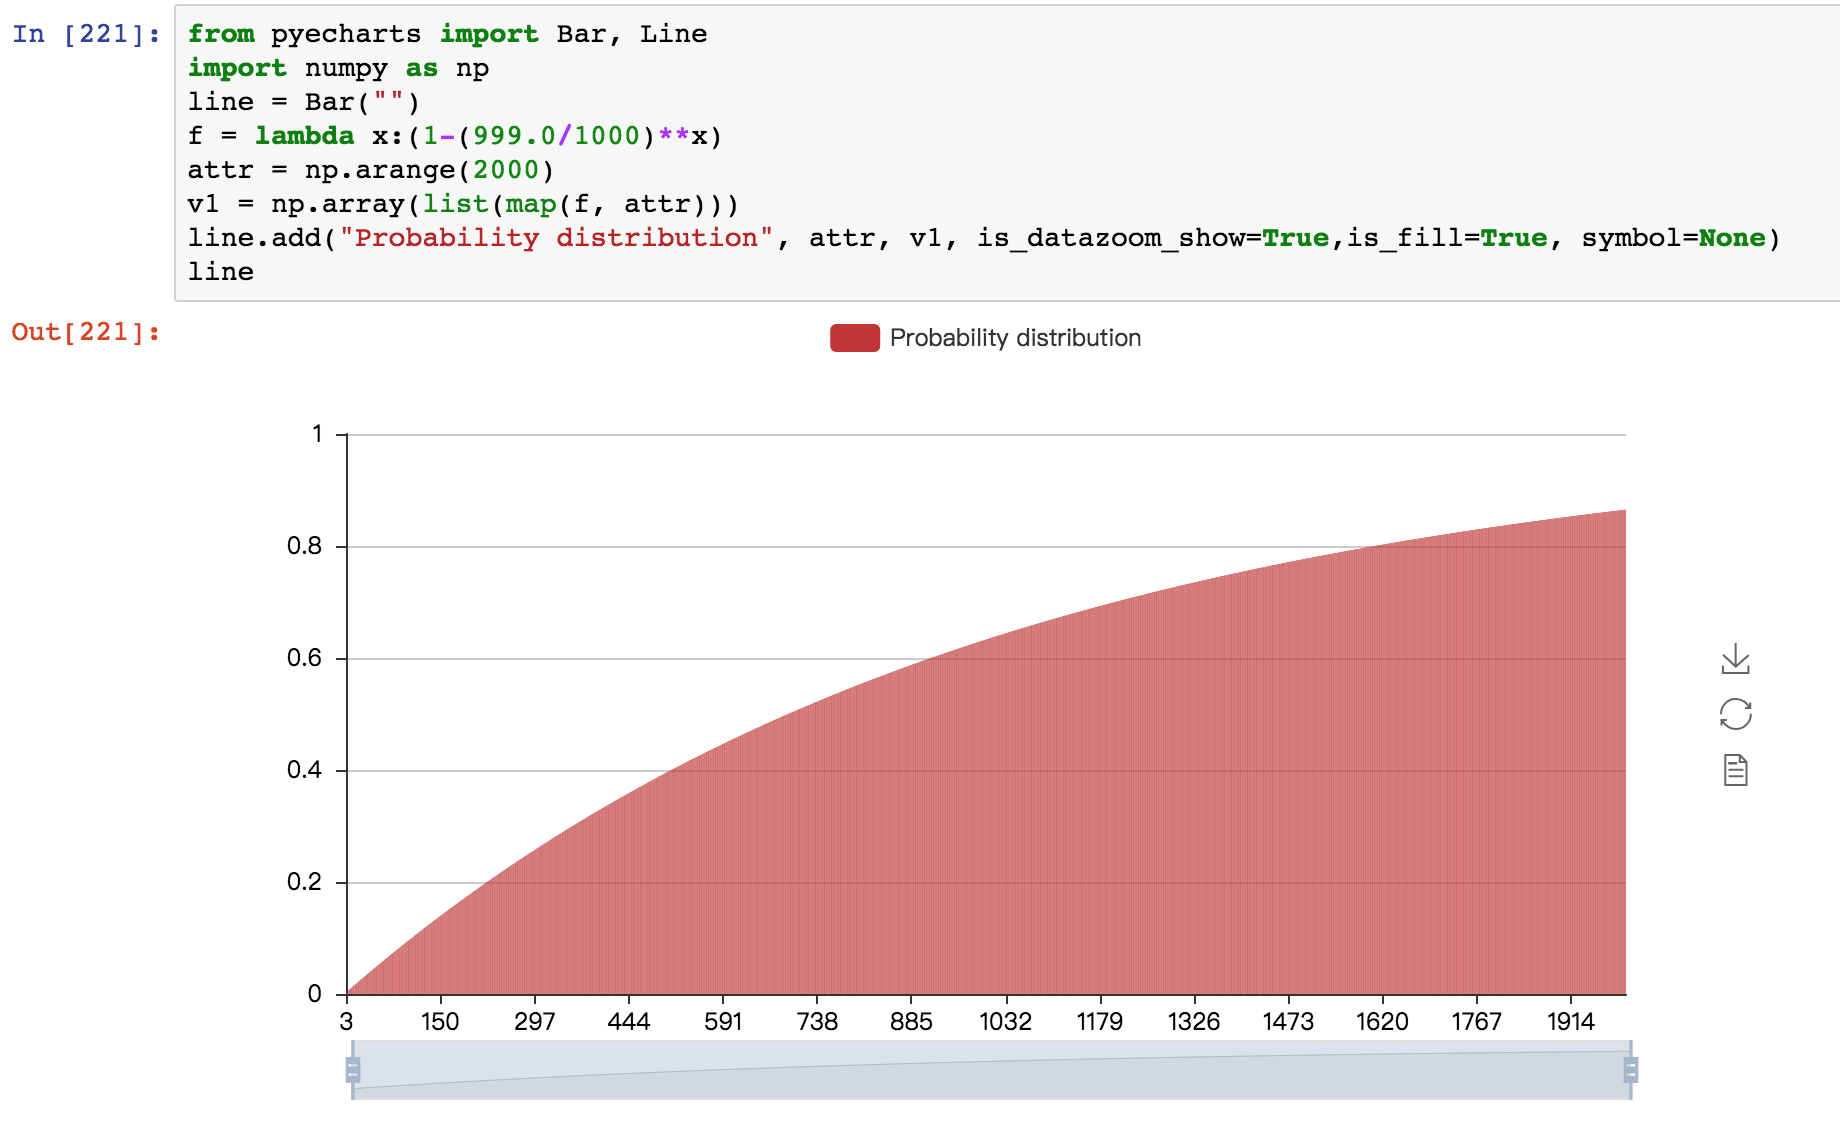 In [221]:
from pyecharts import Bar, Line
import numpy as np
line = Bar("")
f = lambda x:(1-(999.0/1000)**x)
attr = np.arange(2000)
v1 = np.array(list(map(f, attr)))
line.add("Probability distribution", attr, v1, is_datazoom_show=True,is_fill=True, symbol=None)
line
Out[221]:
Probability distribution
1
0.8
0.6
0.4
0.2
0
3 150 297 444 591 738 885 1032 1179 1326 1473 1620 1767 1914